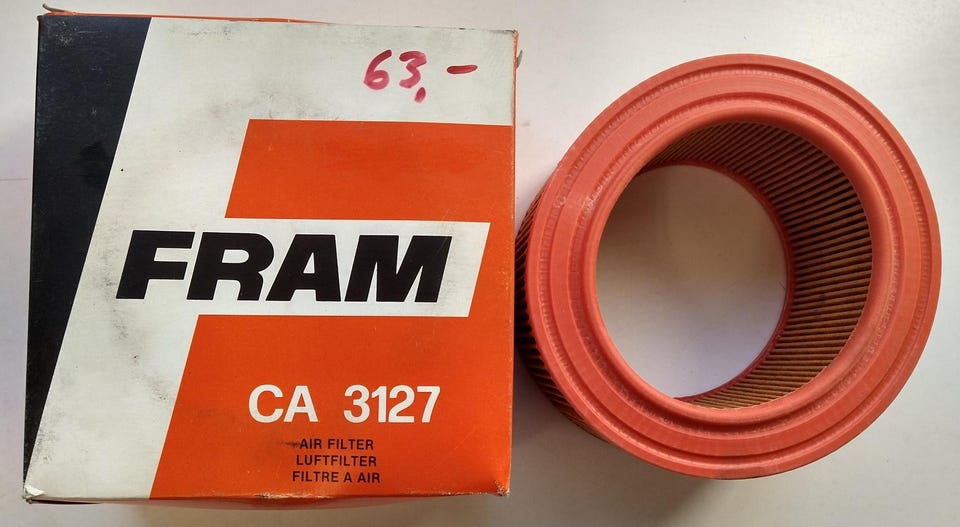 63,-
FRAM
CA 3127
AIR FILTER
LUFTFILTER
FILTRE A AIR